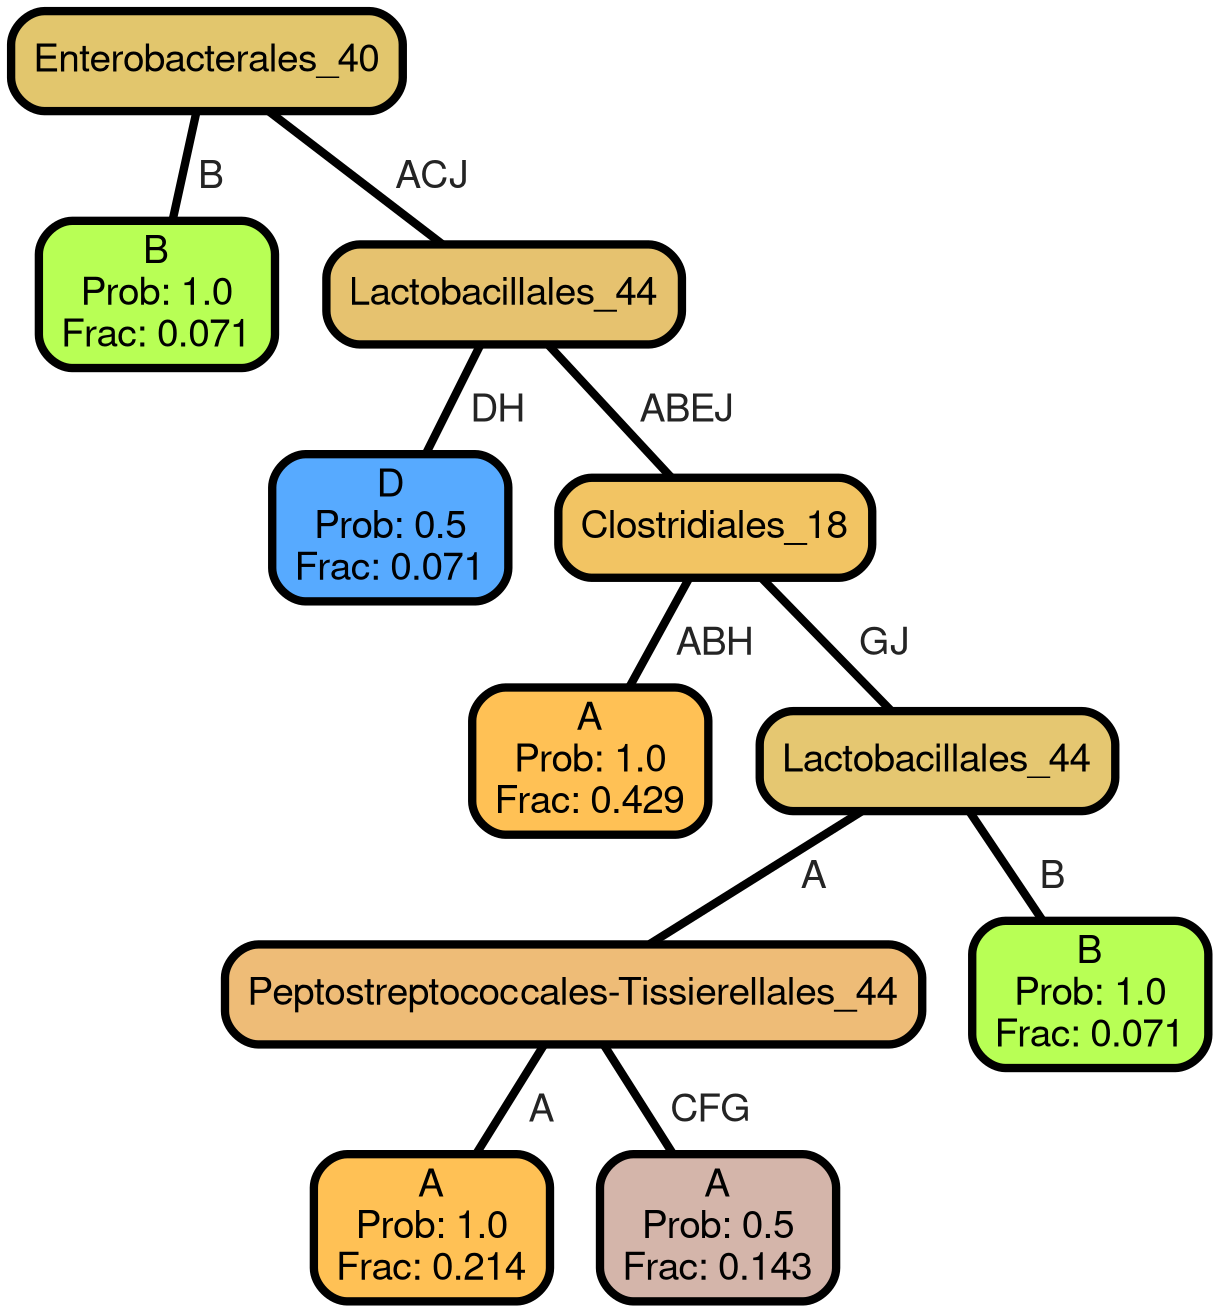 Enterobacterales_40
B
ACJ
B
Prob: 1.0
Frac: 0.071
Lactobacillales_44
DH
ABEJ
D
Prob: 0.5
Frac: 0.071
Clostridiales_18
ABH
GJ
A
Prob: 1.0
Frac: 0.429
Lactobacillales_44
A
B
Peptostreptococcales-Tissierellales_44
B
Prob: 1.0
Frac: 0.071
A
CFG
A
Prob: 1.0
Frac: 0.214
A
Prob: 0.5
Frac: 0.143